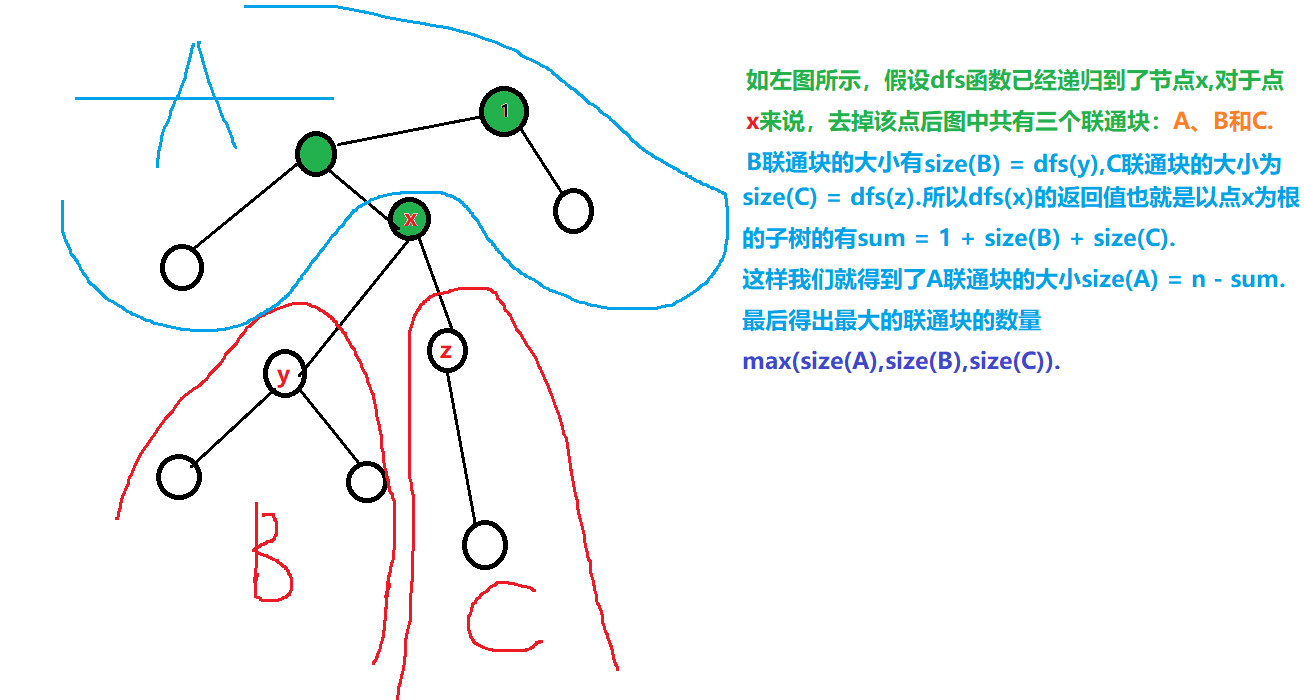 A
1
x
y
z
B
C
如左图所示，假设dfs函数已经递归到了节点x,对于点
x来说，去掉该点后图中共有三个联通块：A、B和C.
B联通块的大小有size(B) = dfs(y),C联通块的大小为
size(C) = dfs(z).所以dfs(x)的返回值也就是以点x为根
的子树的有sum = 1 + size(B) + size(C).
这样我们就得到了A联通块的大小size(A) = n - sum.
最后得出最大的联通块的数量
max(size(A),size(B),size(C)).